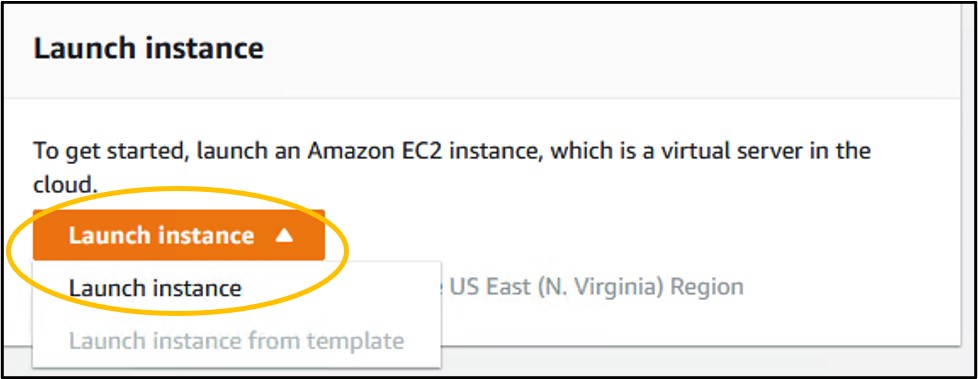 Launch instance
To get started, launch an Amazon EC2 instance, which is a virtual server in the
cloud.
Launch instance
Launch instance
US East (N. Virginia) Region
Launch instance from template